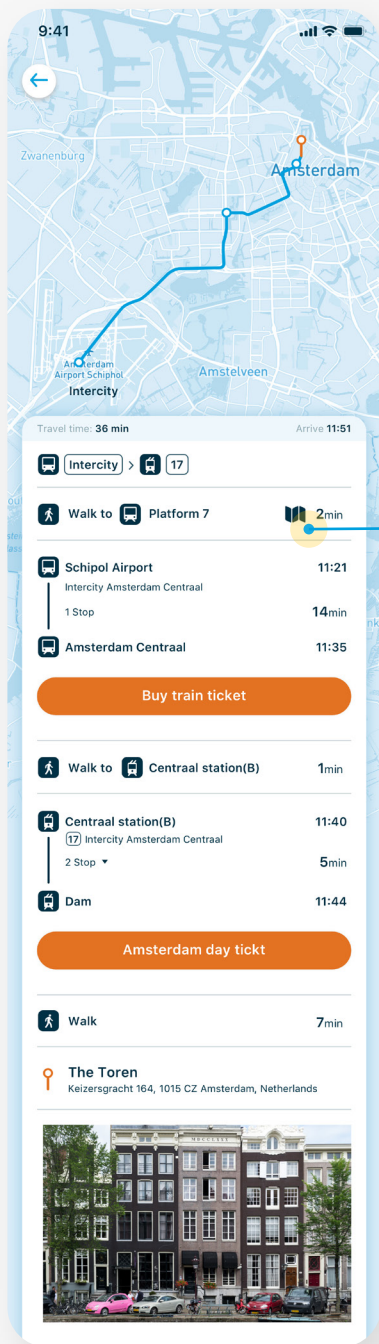 9:41
Zwanenburg
Amsterdam
Amsterdam
Airport Schiphol
Intercity
Amstelveen
Travel time: 36 min Arrive 11:51
Intercity > 17
Walk to Platform 7 2min
Schipol Airport 11:21
Intercity Amsterdam Centraal
1 Stop 14min
Amsterdam Centraal 11:35
Buy train ticket
Walk to Centraal station(B) 1min
Centraal station(B) 11:40
17 Intercity Amsterdam Centraal
2 Stop 5min
Dam 11:44
Amsterdam day tickt
Walk 7min
The Toren
Keizersgracht 164, 1015 CZ Amsterdam, Netherlands